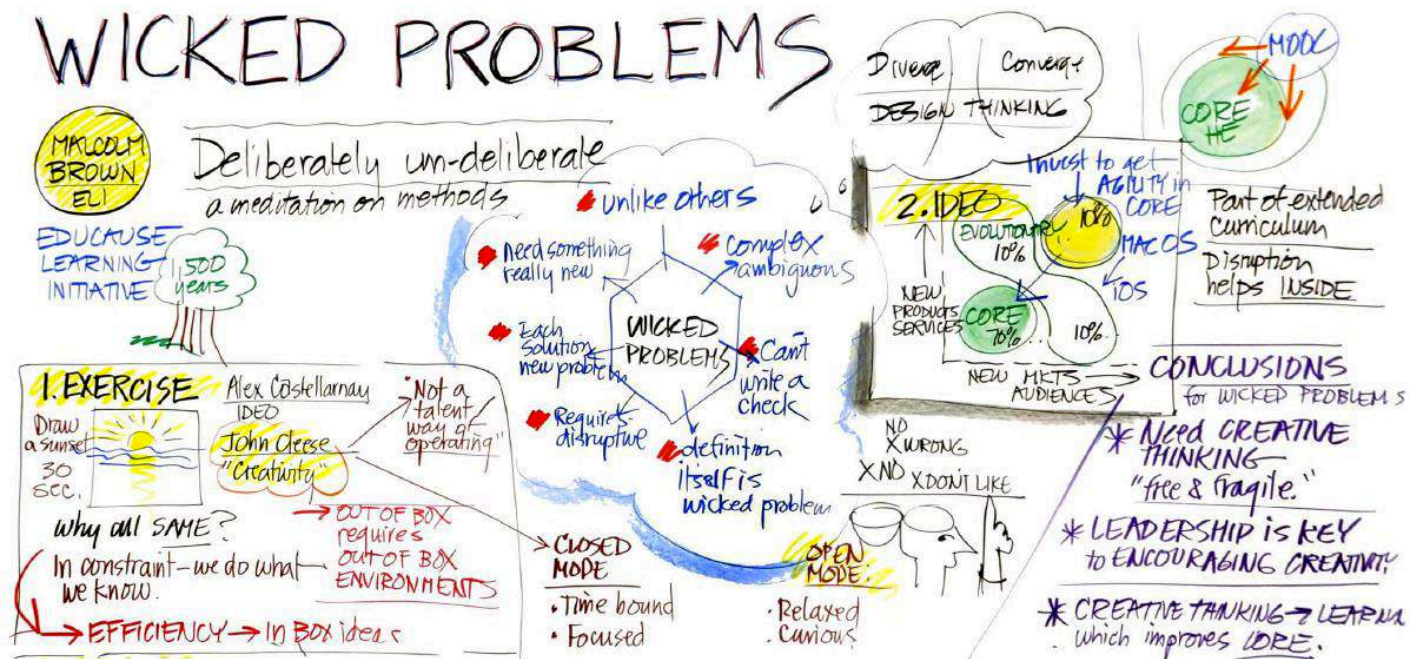 WICKED PROBLEMS
MALCOLM
BROWN
ELI
Deliberately un-deliberate
a meditation on methods
EDUCAUSE
LEARNING
INITIATIVE
1,500
years
1. EXERCISE
Draw
a sunset
30
sec.
Alex Castellarnau
IDEO
John Cleese
"Creativity"
"Not a
talent
way of
operating"
why all SAME?
In constraint - we do what
we know.
→ EFFICIENCY → In BOX ideas
→ OUT OF BOX
requires
OUT OF BOX
ENVIRONMENTS
WICKED
PROBLEMS
unlike others
Complex
ambiguous
Can't
write a
check
definition
itself is
wicked problem
Requires
disruptive
Each
solution
new problem
Need something
really new
CLOSED
MODE
• Time bound
• Focused
OPEN
MODE.
• Relaxed
• Curious
Diverge
Converge
DESIGN THINKING
2. IDEO
Invest to get
AGILITY in
CORE
EVOLUTIONARY..
10%
10%
MAC OS
iOS
NEW
PRODUCTS
SERVICES
CORE
70%..
10%..
NEW MKTS →
AUDIENCES
NO
X WRONG
X NO
X DON'T LIKE
MOOC
CORE
HE
Part of extended
curriculum
Disruption
helps INSIDE
CONCLUSIONS
for WICKED PROBLEMS
* Need CREATIVE
THINKING
"free & fragile."
* LEADERSHIP is KEY
to ENCOURAGING CREATIVITY
* CREATIVE THINKING →
which improves CORE.